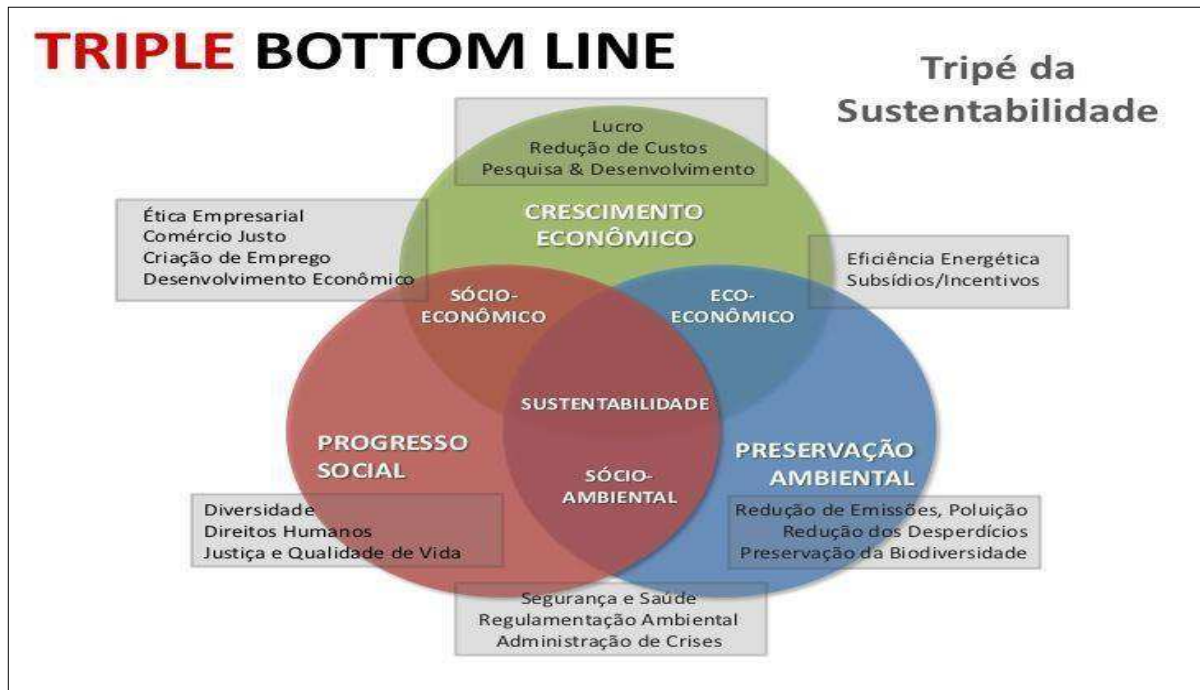 TRIPLE BOTTOM LINE
Tripé da
Sustentabilidade
Lucro
Redução de Custos
Pesquisa & Desenvolvimento
CRESCIMENTO
ECONÔMICO
Ética Empresarial
Comércio Justo
Criação de Emprego
Desenvolvimento Econômico
Eficiência Energética
Subsídios/Incentivos
SÓCIO-
ECONÔMICO
ECO-
ECONÔMICO
SUSTENTABILIDADE
PROGRESSO
SOCIAL
PRESERVAÇÃO
AMBIENTAL
SÓCIO-
AMBIENTAL
Diversidade
Direitos Humanos
Justiça e Qualidade de Vida
Redução de Emissões, Poluição
Redução dos Desperdícios
Preservação da Biodiversidade
Segurança e Saúde
Regulamentação Ambiental
Administração de Crises